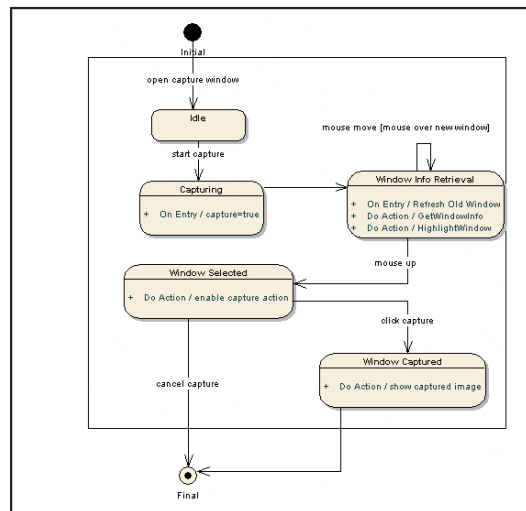 Initial
open capture window
Idle
mouse move [mouse over new window]
start capture
Capturing
+ On Entry / capture=true
Window Info Retrieval
+ On Entry / Refresh Old Window
+ Do Action / GetWindowInfo
+ Do Action / HighlightWindow
mouse up
Window Selected
+ Do Action / enable capture action
click capture
Window Captured
+ Do Action / show captured image
cancel capture
Final